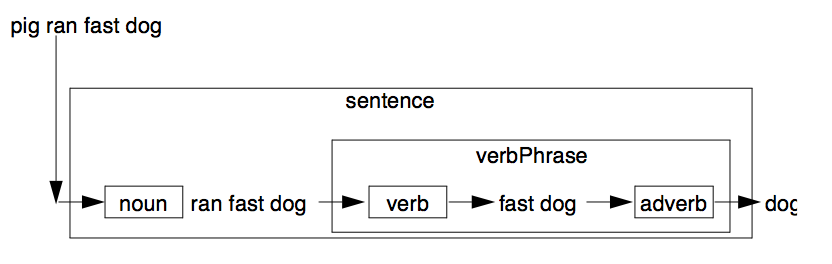 pig ran fast dog
sentence
verbPhrase
noun ran fast dog verb fast dog adverb dog